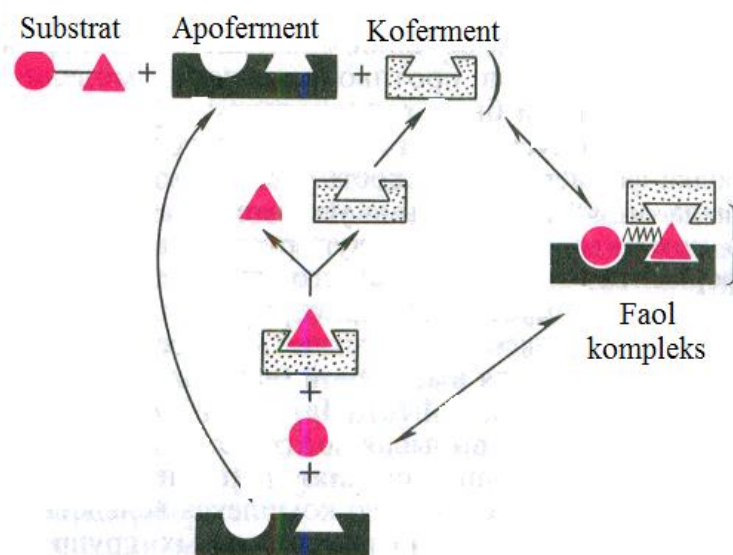 Substrat Apoferment Koferment
+ + )
Faol
kompleks
+
+